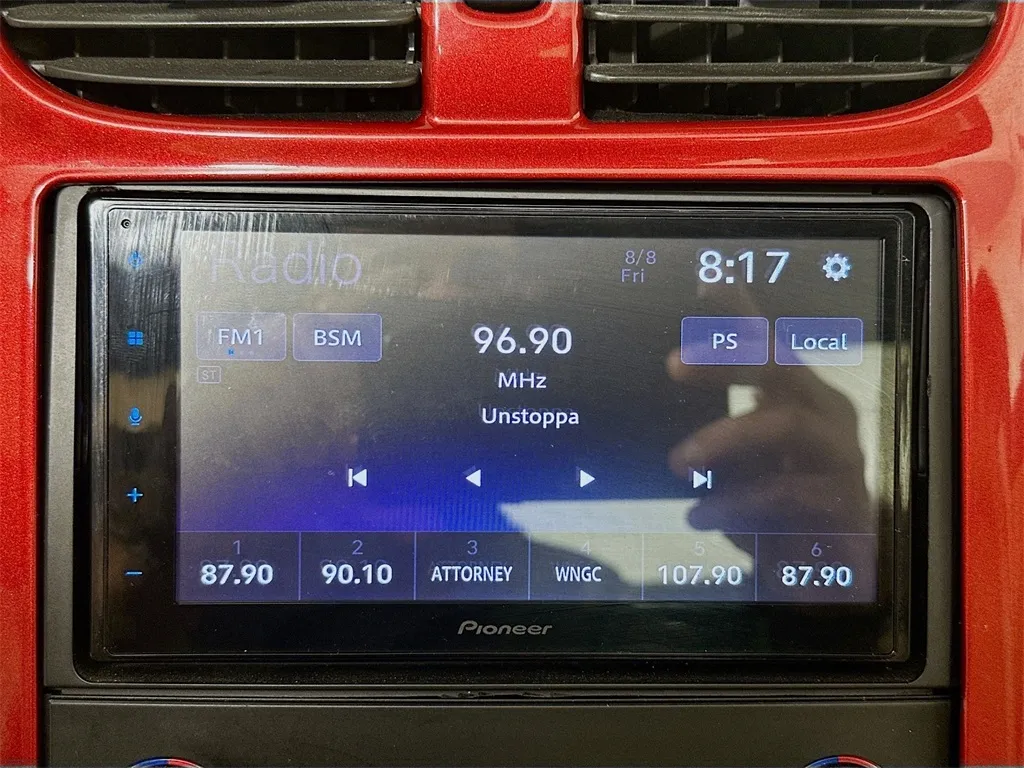 Radio
8/8
Fri
8:17
FM1
BSM
96.90
PS
Local
ST
MHz
Unstoppa
1 2 3 4 5 6
87.90 90.10 ATTORNEY WNGC 107.90 87.90
Pioneer